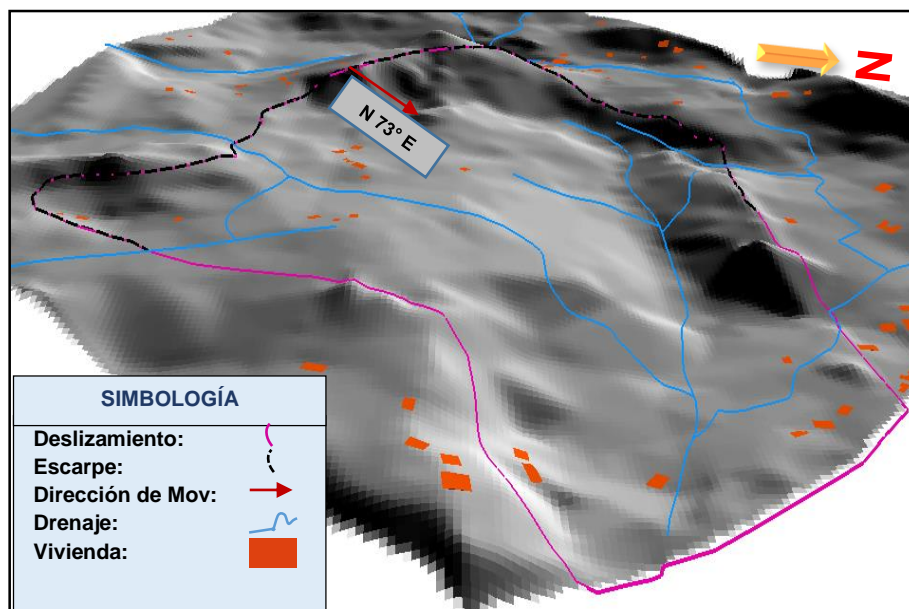 N
N 73° E
SIMBOLOGÍA
Deslizamiento:
Escarpe:
Dirección de Mov:
Drenaje:
Vivienda: